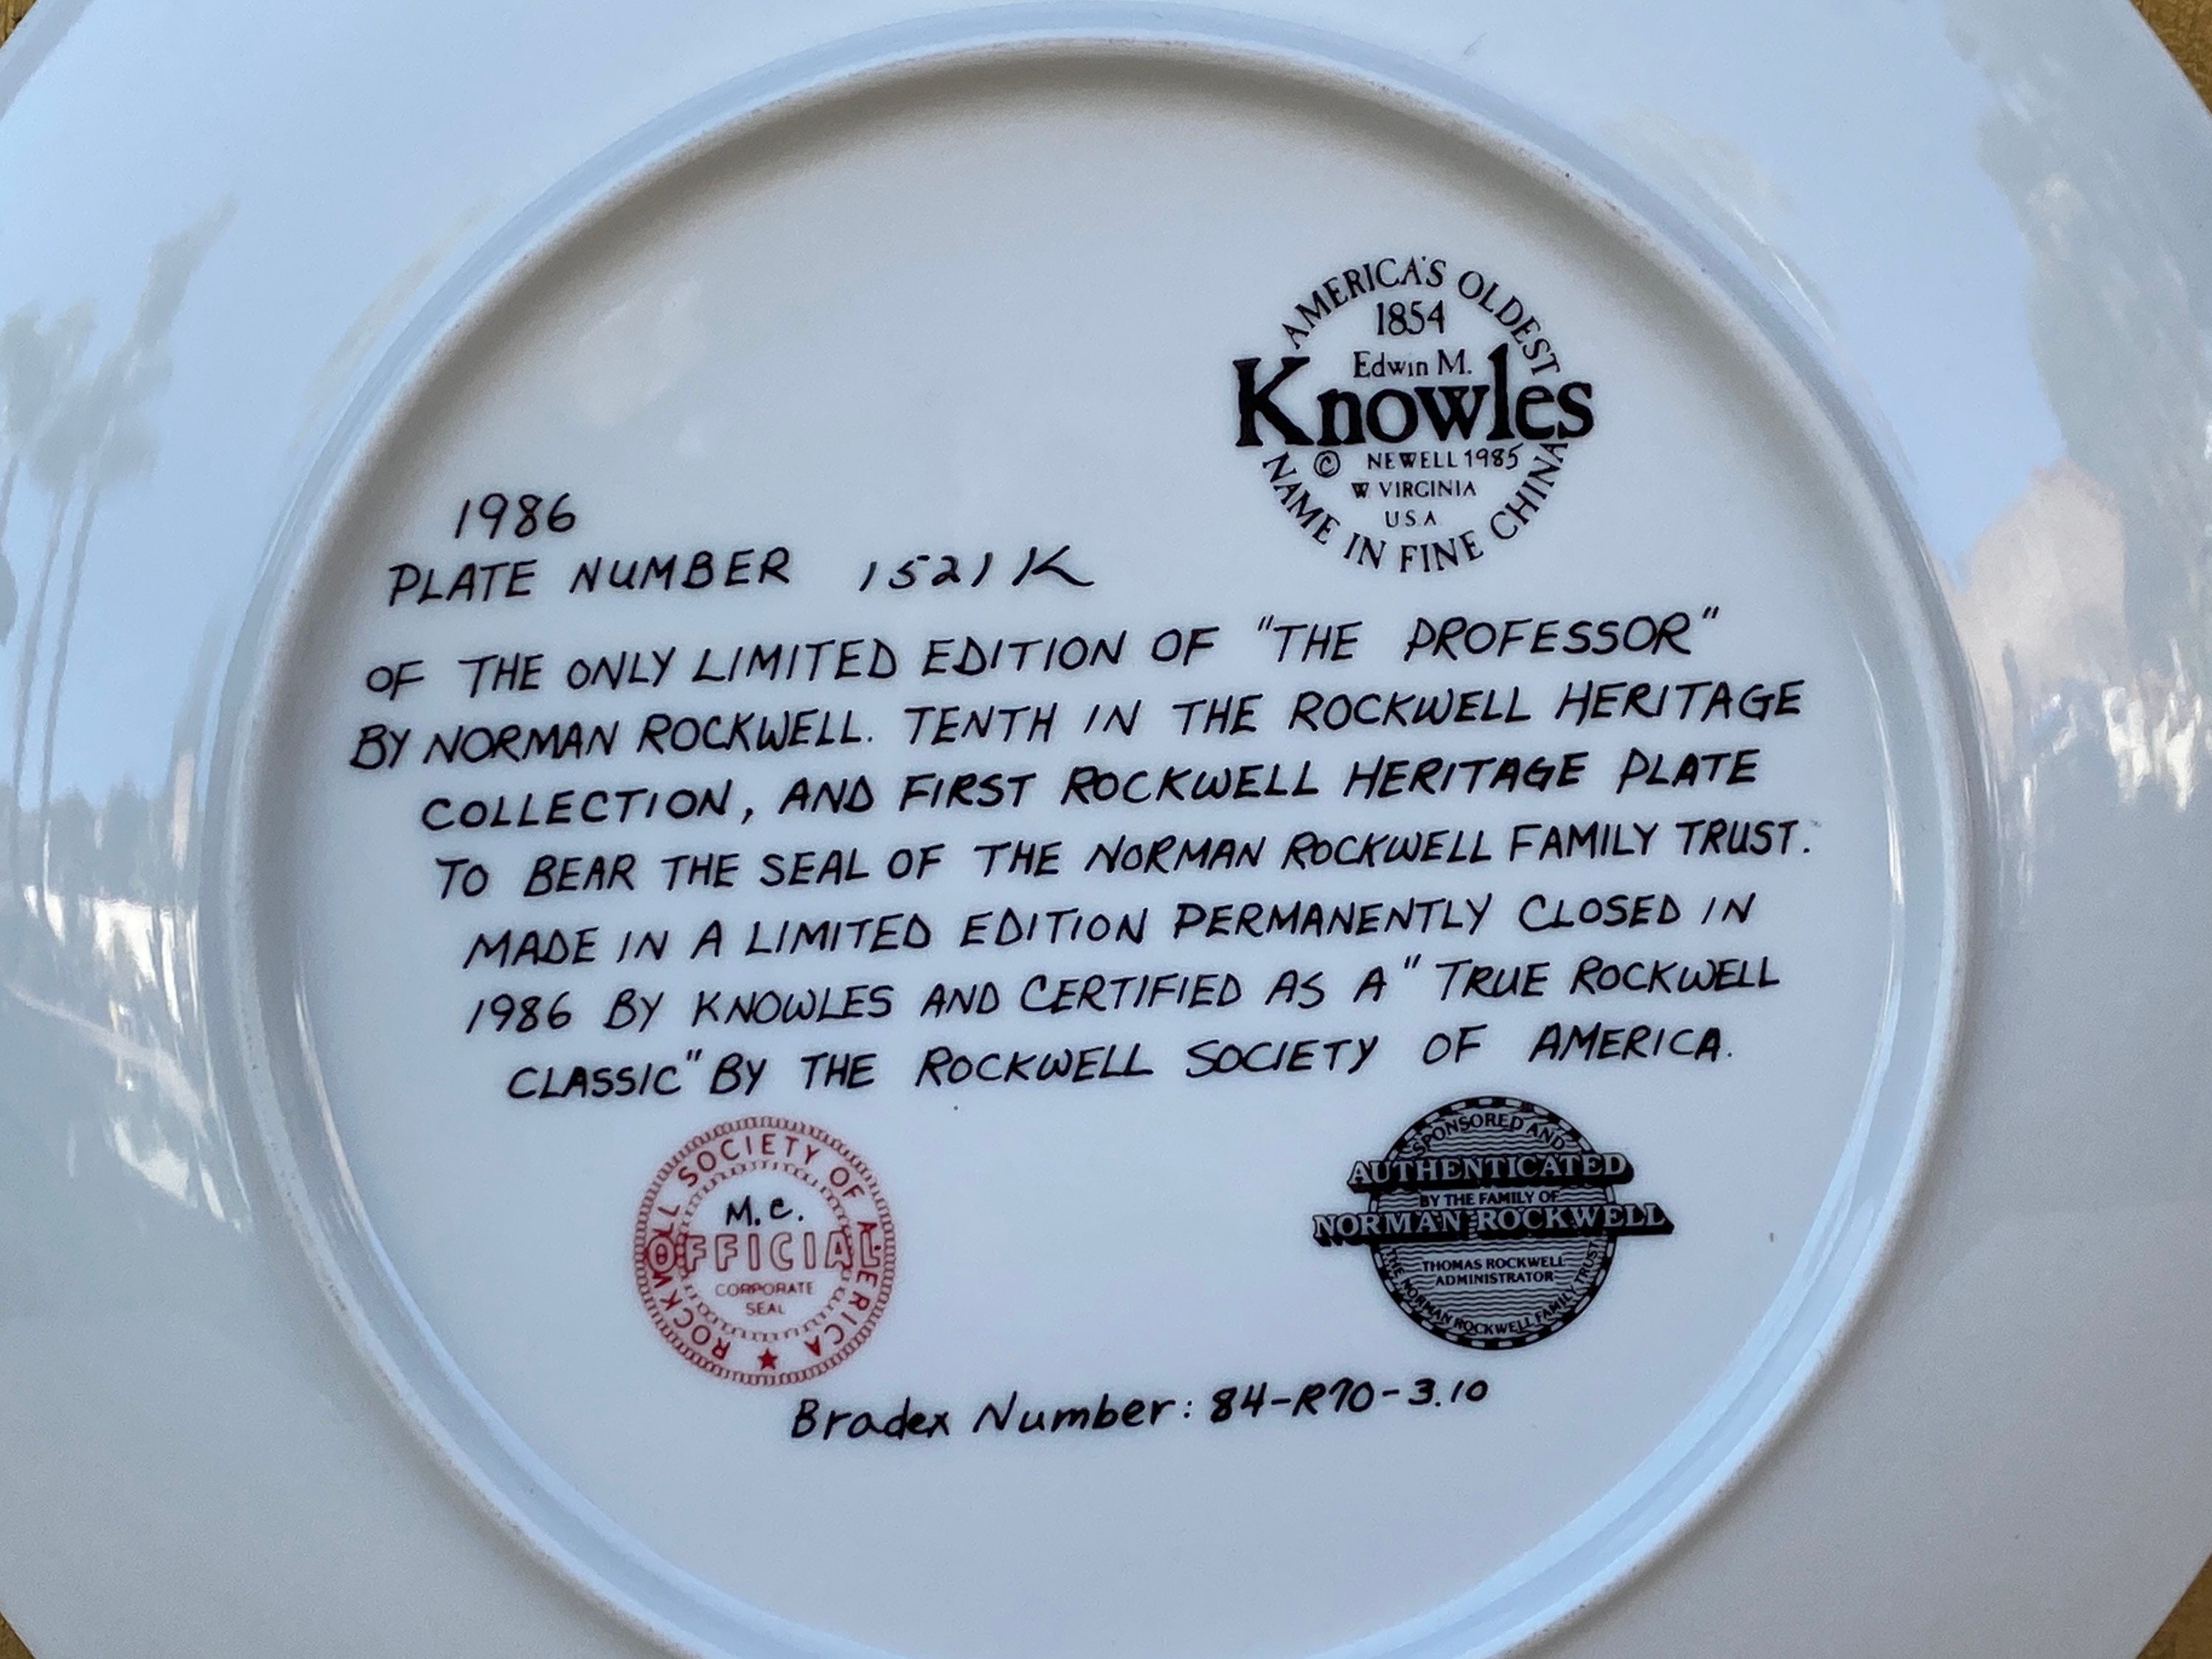 AMERICA'S OLDEST
1854
Edwin M.
Knowles
© NEWELL 1985
W. VIRGINIA
U.S.A
NAME IN FINE CHINA
1986
PLATE NUMBER 1521K
OF THE ONLY LIMITED EDITION OF "THE PROFESSOR"
BY NORMAN ROCKWELL. TENTH IN THE ROCKWELL HERITAGE
COLLECTION, AND FIRST ROCKWELL HERITAGE PLATE
TO BEAR THE SEAL OF THE NORMAN ROCKWELL FAMILY TRUST.
MADE IN A LIMITED EDITION PERMANENTLY CLOSED IN
1986 BY KNOWLES AND CERTIFIED AS A "TRUE ROCKWELL
CLASSIC" BY THE ROCKWELL SOCIETY OF AMERICA.
ROCKWELL SOCIETY OF AMERICA
M.C.
OFFICIAL
CORPORATE
SEAL
SPONSORED AND
AUTHENTICATED
BY THE FAMILY OF
NORMAN ROCKWELL
THOMAS ROCKWELL
ADMINISTRATOR
THE NORMAN ROCKWELL FAMILY TRUST
Bradex Number: 84-R70-3.10